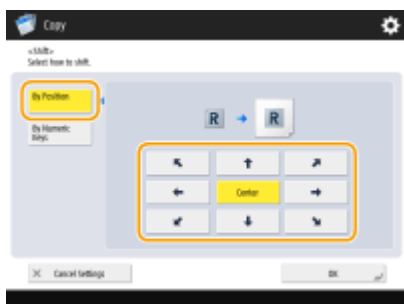 Copy
<Shift>
Select how to shift.
By Position
By Numeric
Keys
R
R
Center
Cancel Settings
OK